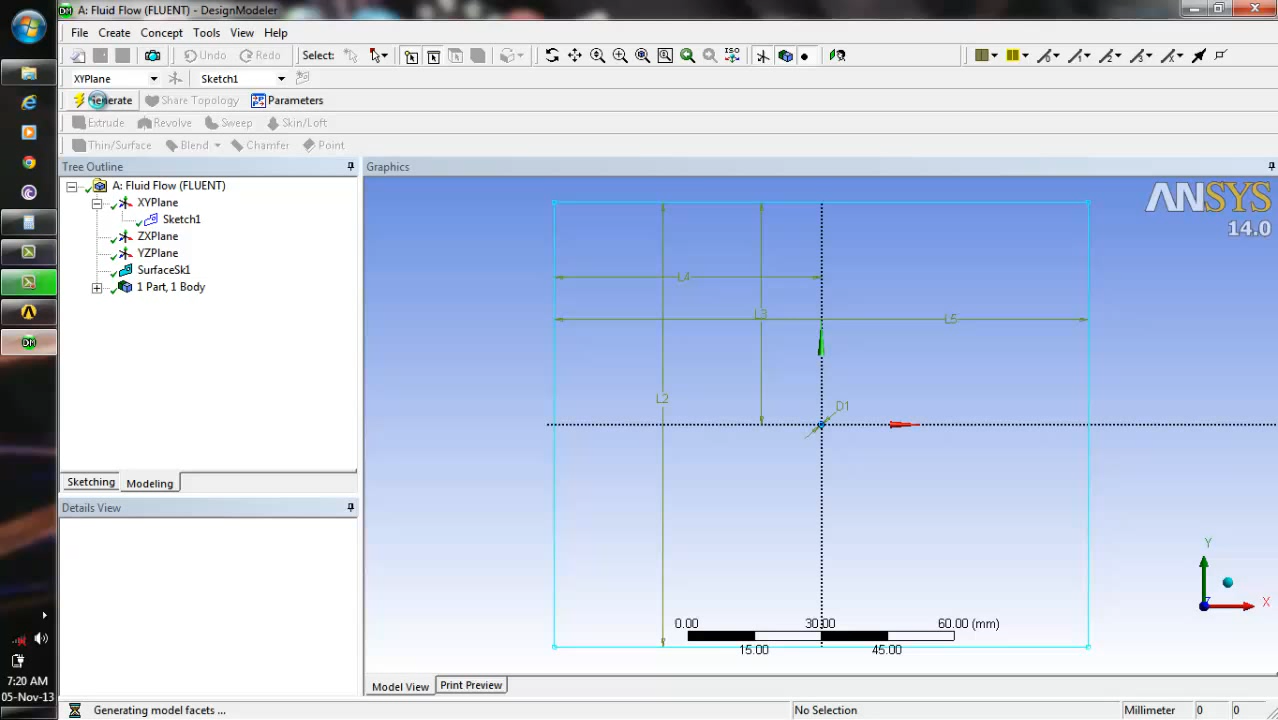 A: Fluid Flow (FLUENT) - DesignModeler
File Create Concept Tools View Help
Undo Redo Select: ISO
XYPlane Sketch1
Generate Share Topology Parameters
Extrude Revolve Sweep Skin/Loft
Thin/Surface Blend Chamfer Point
Tree Outline
A: Fluid Flow (FLUENT)
XYPlane
Sketch1
ZXPlane
YZPlane
SurfaceSk1
1 Part, 1 Body
Sketching Modeling
Details View
Graphics
ANSYS
14.0
L4
L3
L5
L2
D1
Y
X
0.00 30.00 60.00 (mm)
15.00 45.00
Model View Print Preview
7:20 AM
05-Nov-13
Generating model facets ... No Selection Millimeter 0 0